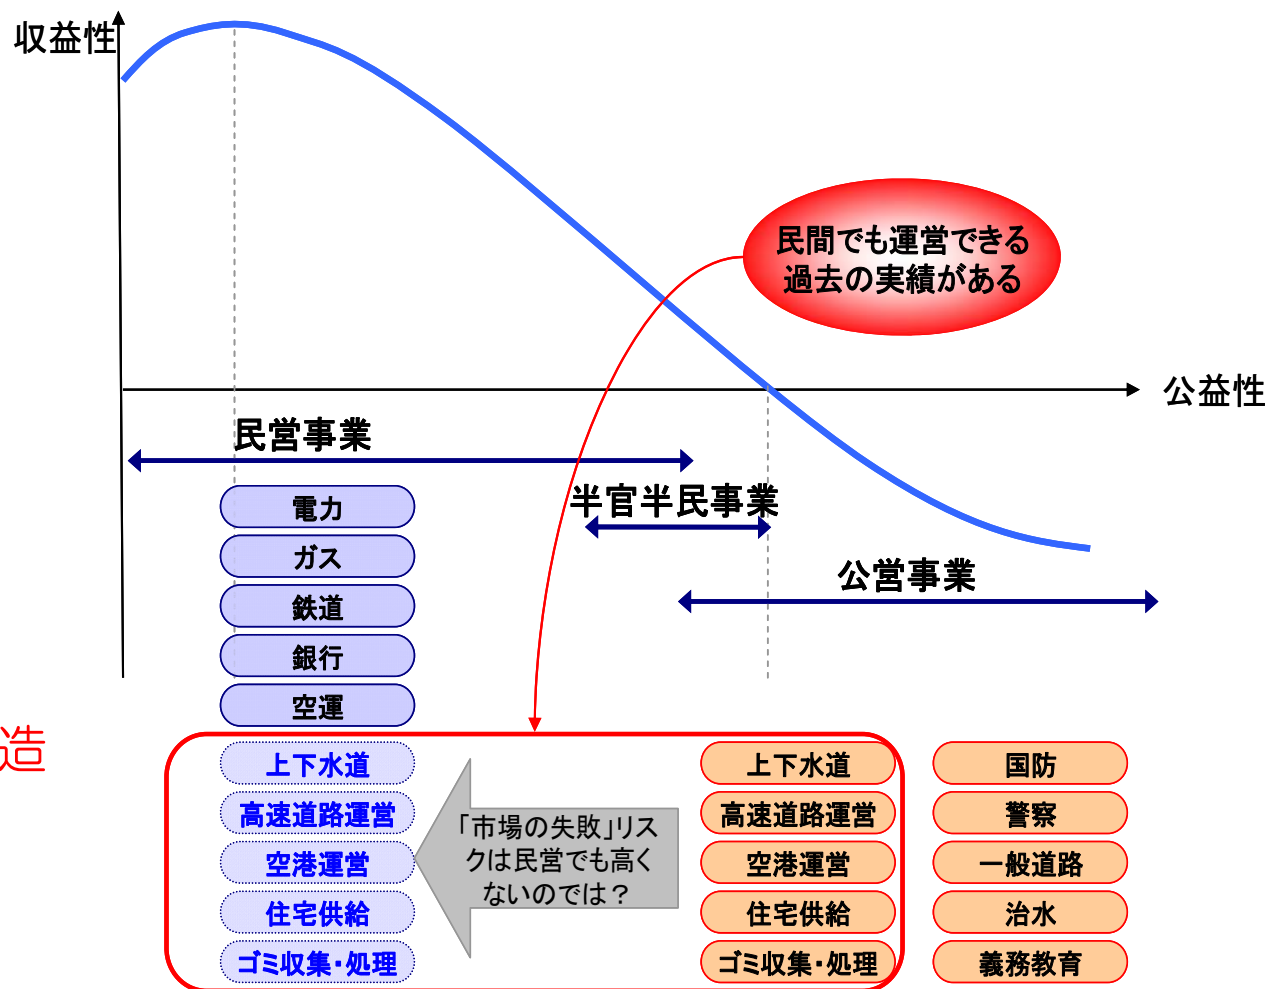 収益性
民間でも運営できる
過去の実績がある
公益性
民営事業
半官半民事業
公営事業
電力
ガス
鉄道
銀行
空運
造
上下水道
高速道路運営
空港運営
住宅供給
ゴミ収集・処理
「市場の失敗」リス
クは民営でも高く
ないのでは？
上下水道
高速道路運営
空港運営
住宅供給
ゴミ収集・処理
国防
警察
一般道路
治水
義務教育